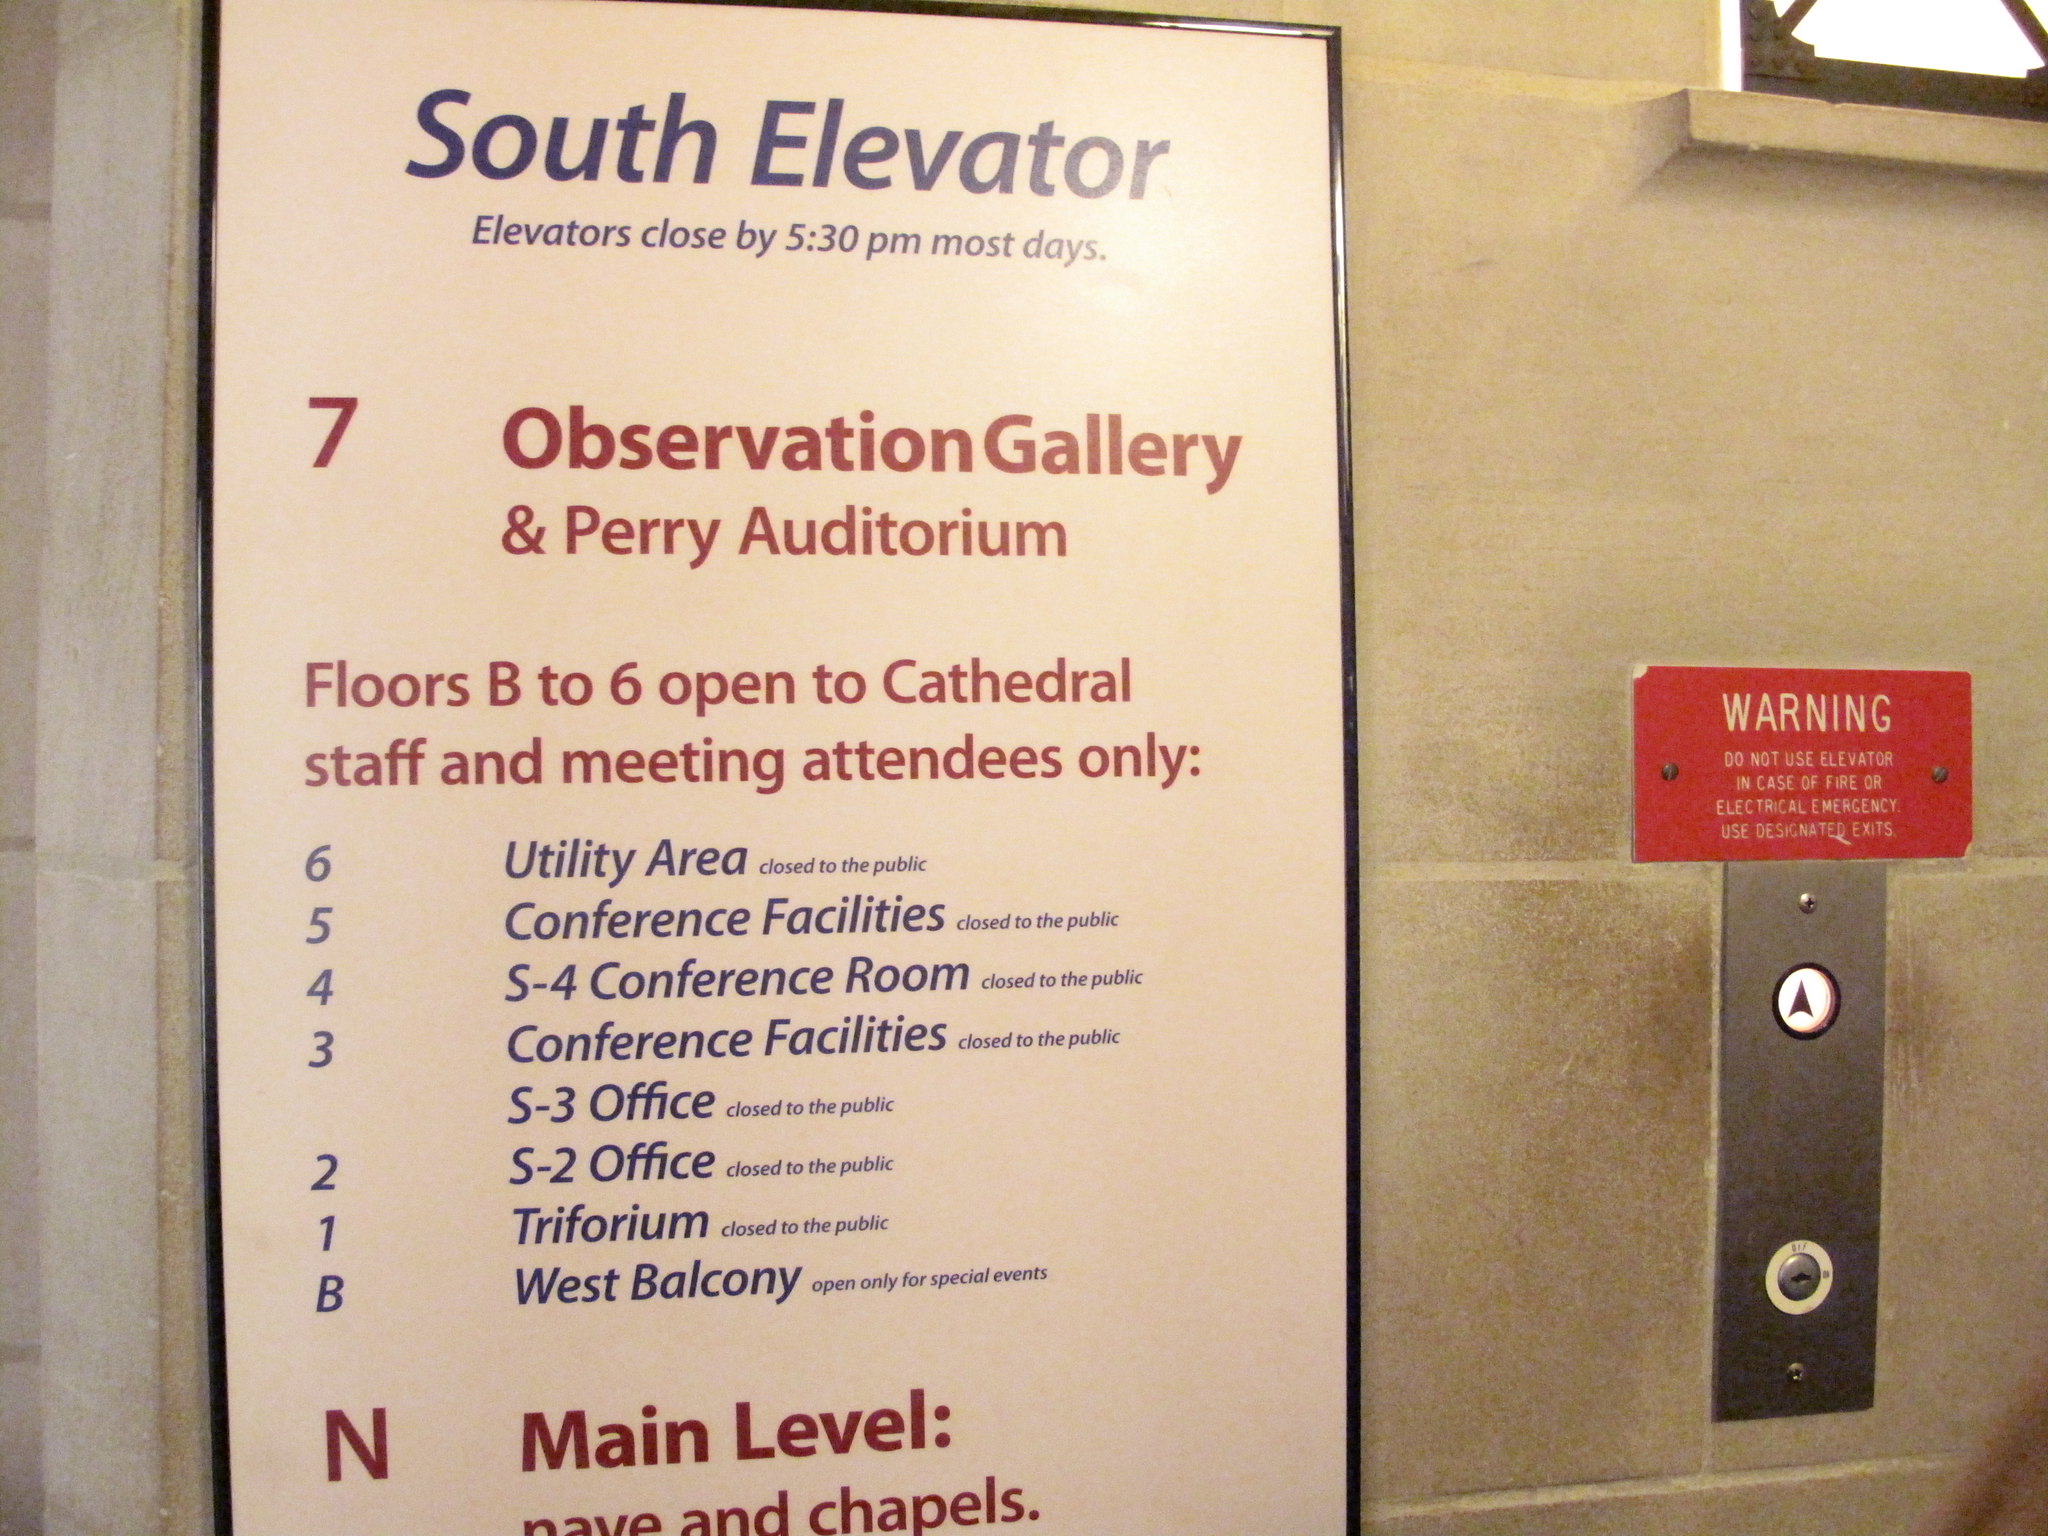 South Elevator
Elevators close by 5:30 pm most days.
7 Observation Gallery
& Perry Auditorium
Floors B to 6 open to Cathedral
staff and meeting attendees only:
6 Utility Area closed to the public
5 Conference Facilities closed to the public
4 S-4 Conference Room closed to the public
3 Conference Facilities closed to the public
S-3 Office closed to the public
2 S-2 Office closed to the public
1 Triforium closed to the public
B West Balcony open only for special events
N Main Level:
nave and chapels.
WARNING
DO NOT USE ELEVATOR
IN CASE OF FIRE OR
ELECTRICAL EMERGENCY.
USE DESIGNATED EXITS.